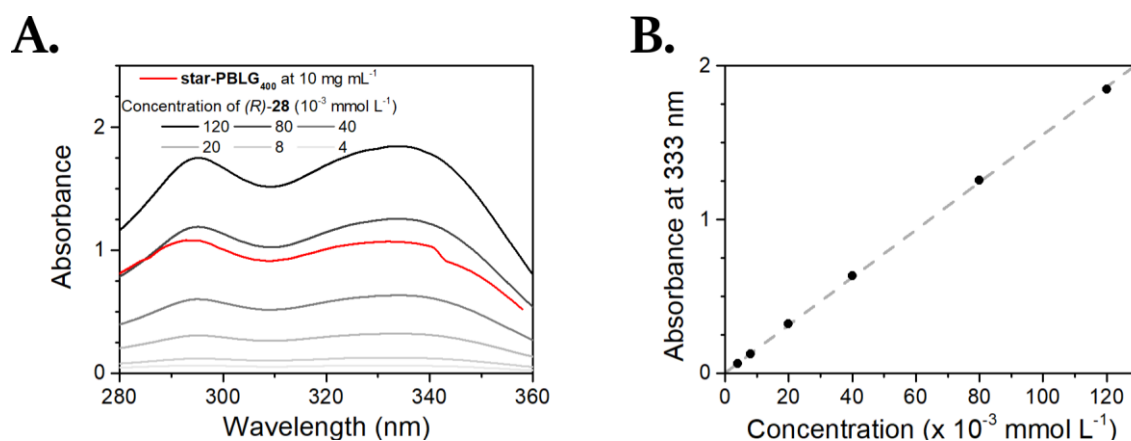 A.
star-PBLG400 at 10 mg mL-1
Concentration of (R)-28 (10-3 mmol L-1)
120 80 40
20 8 4
2
1
0
Absorbance
280 300 320 340 360
Wavelength (nm)
B.
2
1
0
Absorbance at 333 nm
0 20 40 60 80 100 120
Concentration (x 10-3 mmol L-1)